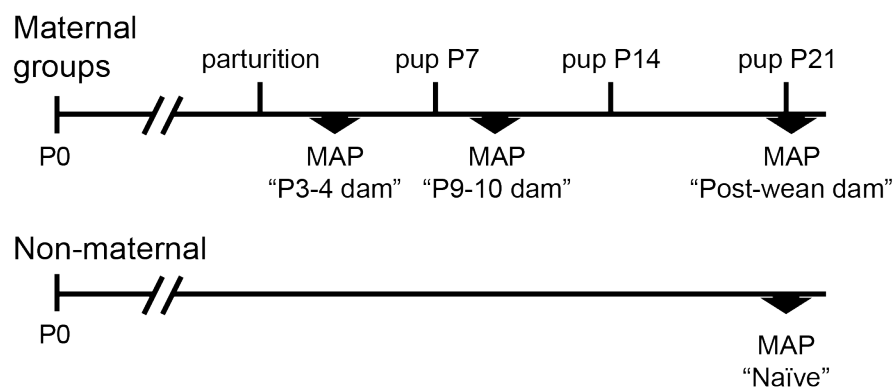 Maternal
groups
parturition
pup P7
pup P14
pup P21
P0
MAP
“P3-4 dam”
MAP
“P9-10 dam”
MAP
“Post-wean dam”
Non-maternal
P0
MAP
“Naïve”